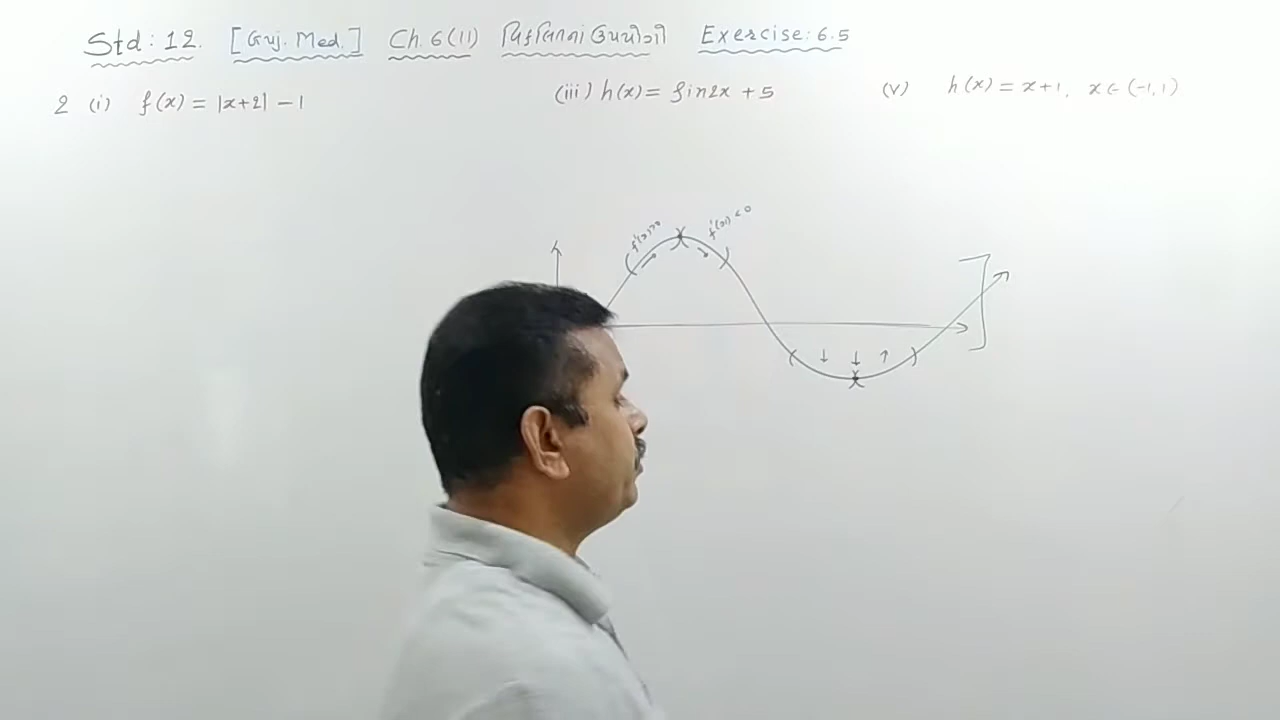 Std: 12. [Guj. Med.] Ch. 6(11) વિકલિતનાં ઉપયોગો Exercise: 6.5
2 (i) f(x) = |x+2| - 1 (iii) h(x) = sin2x + 5 (v) h(x) = x+1, x ∈ (-1,1)
f'(x)>0 f'(x)<0